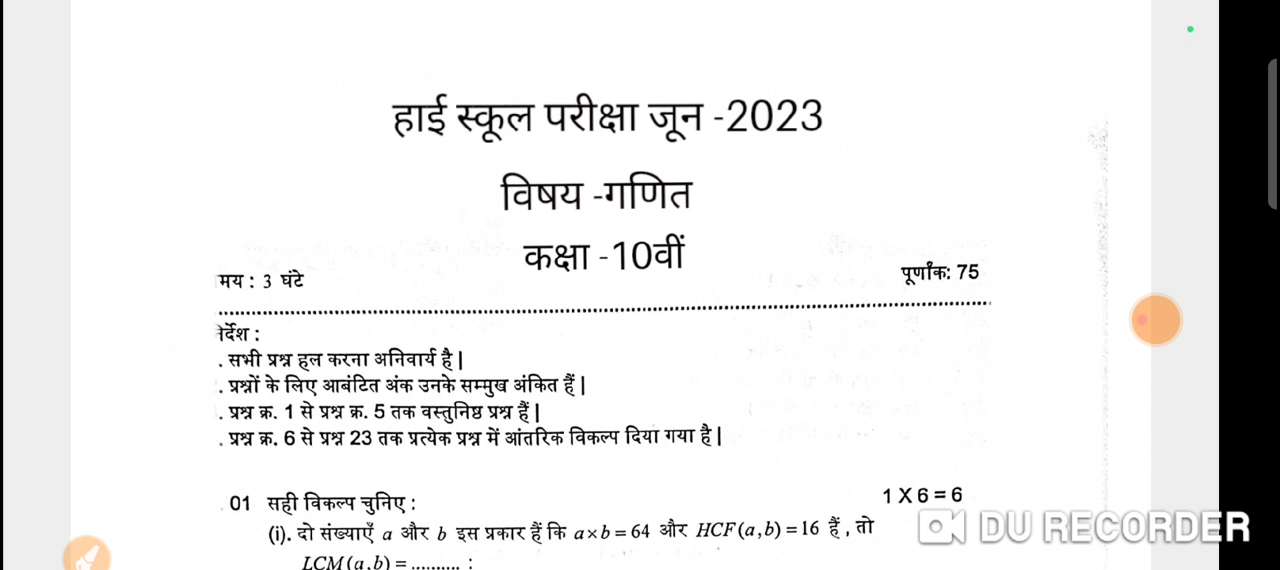 हाई स्कूल परीक्षा जून -2023
विषय -गणित
कक्षा -10वीं
मय : 3 घंटे
पूर्णांक: 75
र्देश :
. सभी प्रश्न हल करना अनिवार्य है |
. प्रश्नों के लिए आबंटित अंक उनके सम्मुख अंकित हैं |
. प्रश्न क्र. 1 से प्रश्न क्र. 5 तक वस्तुनिष्ठ प्रश्न हैं |
. प्रश्न क्र. 6 से प्रश्न 23 तक प्रत्येक प्रश्न में आंतरिक विकल्प दिया गया है |
01 सही विकल्प चुनिए : 1 X 6 = 6
(i). दो संख्याएँ a और b इस प्रकार हैं कि a×b=64 और HCF(a,b)=16 हैं , तो
LCM(a,b) = .......... :
DU RECORDER